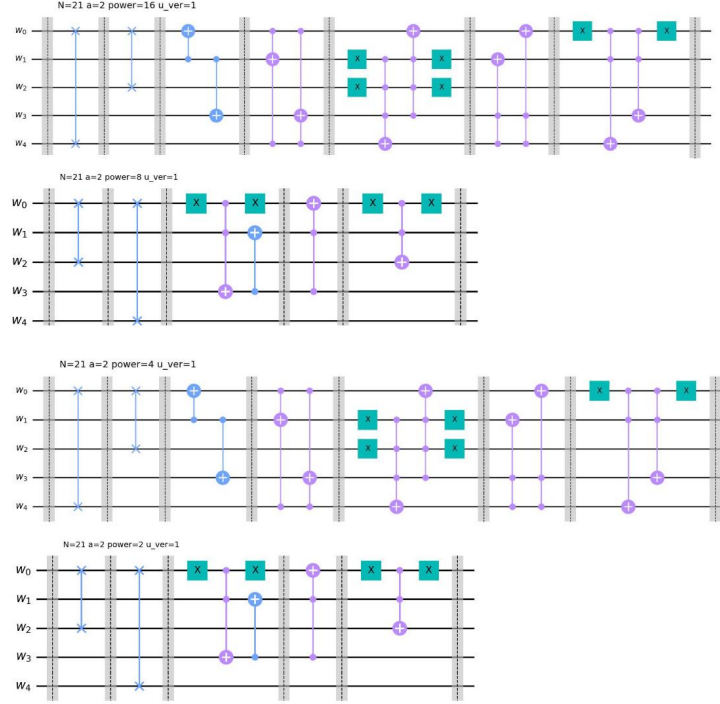 N=21 a=2 power=16 u_ver=1
w₀ X X
w₁ X X
w₂ X X
w₃
w₄
N=21 a=2 power=8 u_ver=1
w₀ X X X X
w₁
w₂
w₃
w₄
N=21 a=2 power=4 u_ver=1
w₀ X X
w₁ X X
w₂ X X
w₃
w₄
N=21 a=2 power=2 u_ver=1
w₀ X X X X
w₁
w₂
w₃
w₄